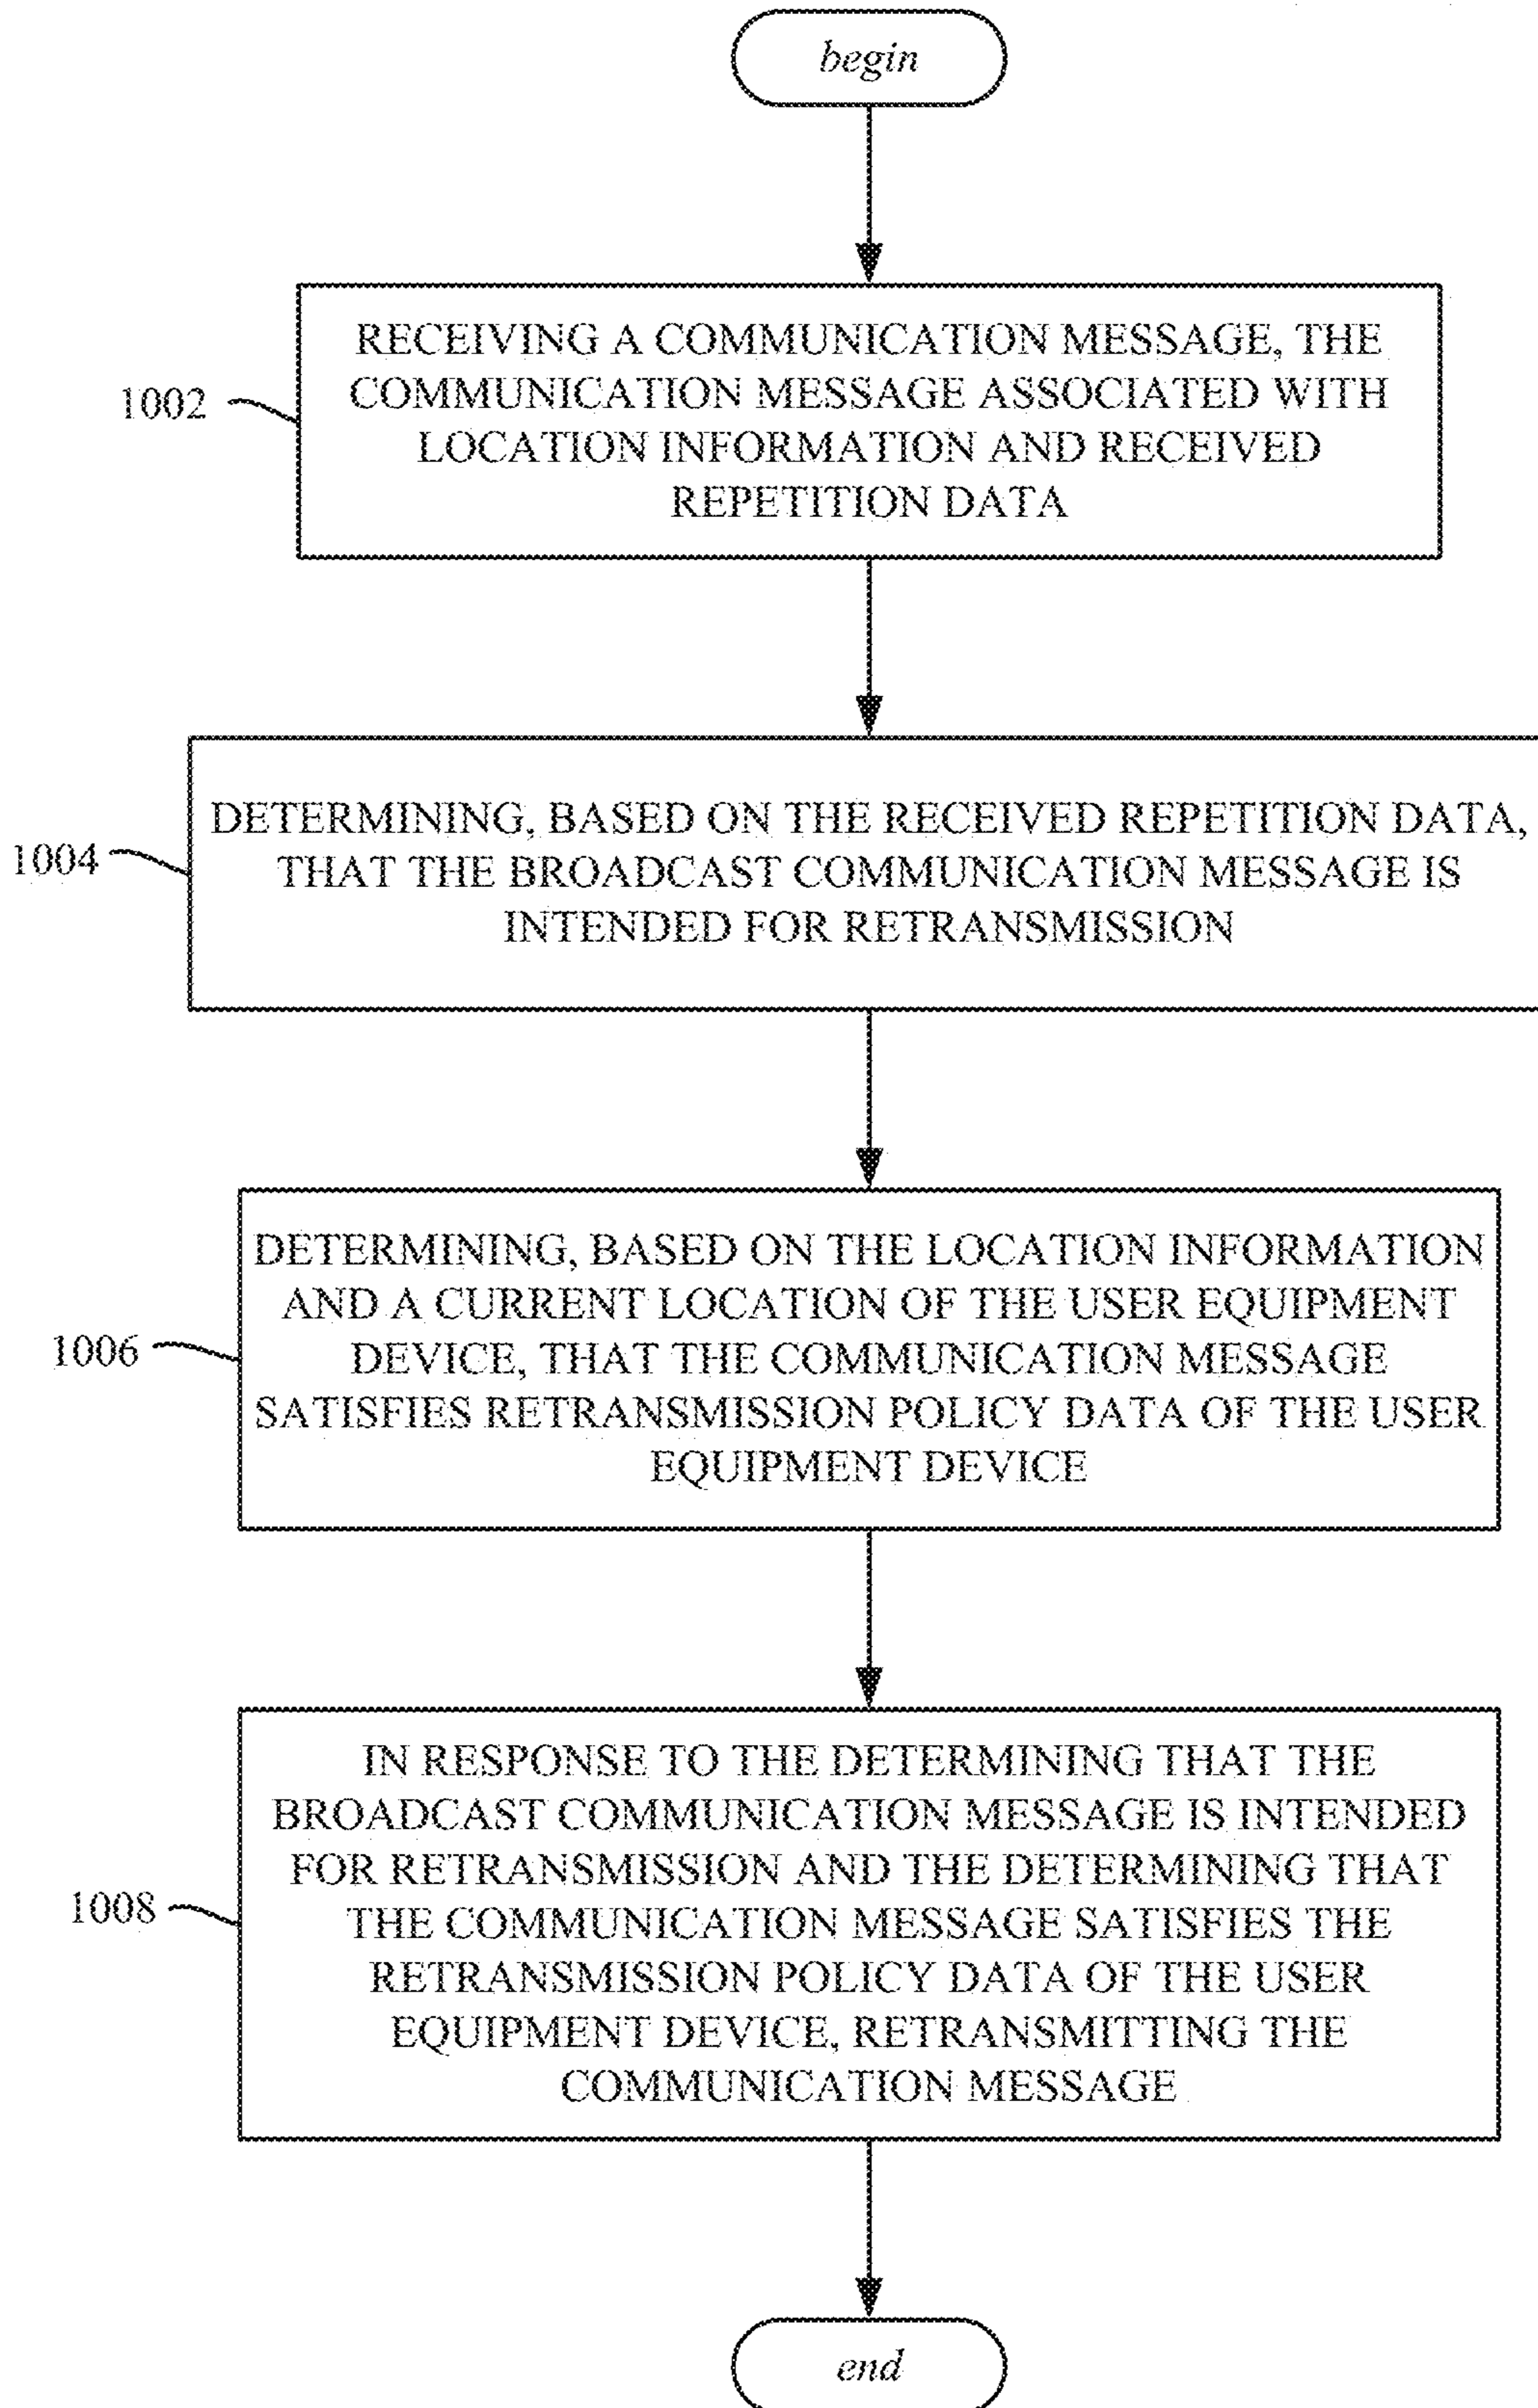 begin
RECEIVING A COMMUNICATION MESSAGE, THE
COMMUNICATION MESSAGE ASSOCIATED WITH
LOCATION INFORMATION AND RECEIVED
REPETITION DATA
1002
DETERMINING, BASED ON THE RECEIVED REPETITION DATA,
THAT THE BROADCAST COMMUNICATION MESSAGE IS
INTENDED FOR RETRANSMISSION
1004
DETERMINING, BASED ON THE LOCATION INFORMATION
AND A CURRENT LOCATION OF THE USER EQUIPMENT
DEVICE, THAT THE COMMUNICATION MESSAGE
SATISFIES RETRANSMISSION POLICY DATA OF THE USER
EQUIPMENT DEVICE
1006
IN RESPONSE TO THE DETERMINING THAT THE
BROADCAST COMMUNICATION MESSAGE IS INTENDED
FOR RETRANSMISSION AND THE DETERMINING THAT
THE COMMUNICATION MESSAGE SATISFIES THE
RETRANSMISSION POLICY DATA OF THE USER
EQUIPMENT DEVICE, RETRANSMITTING THE
COMMUNICATION MESSAGE
1008
end